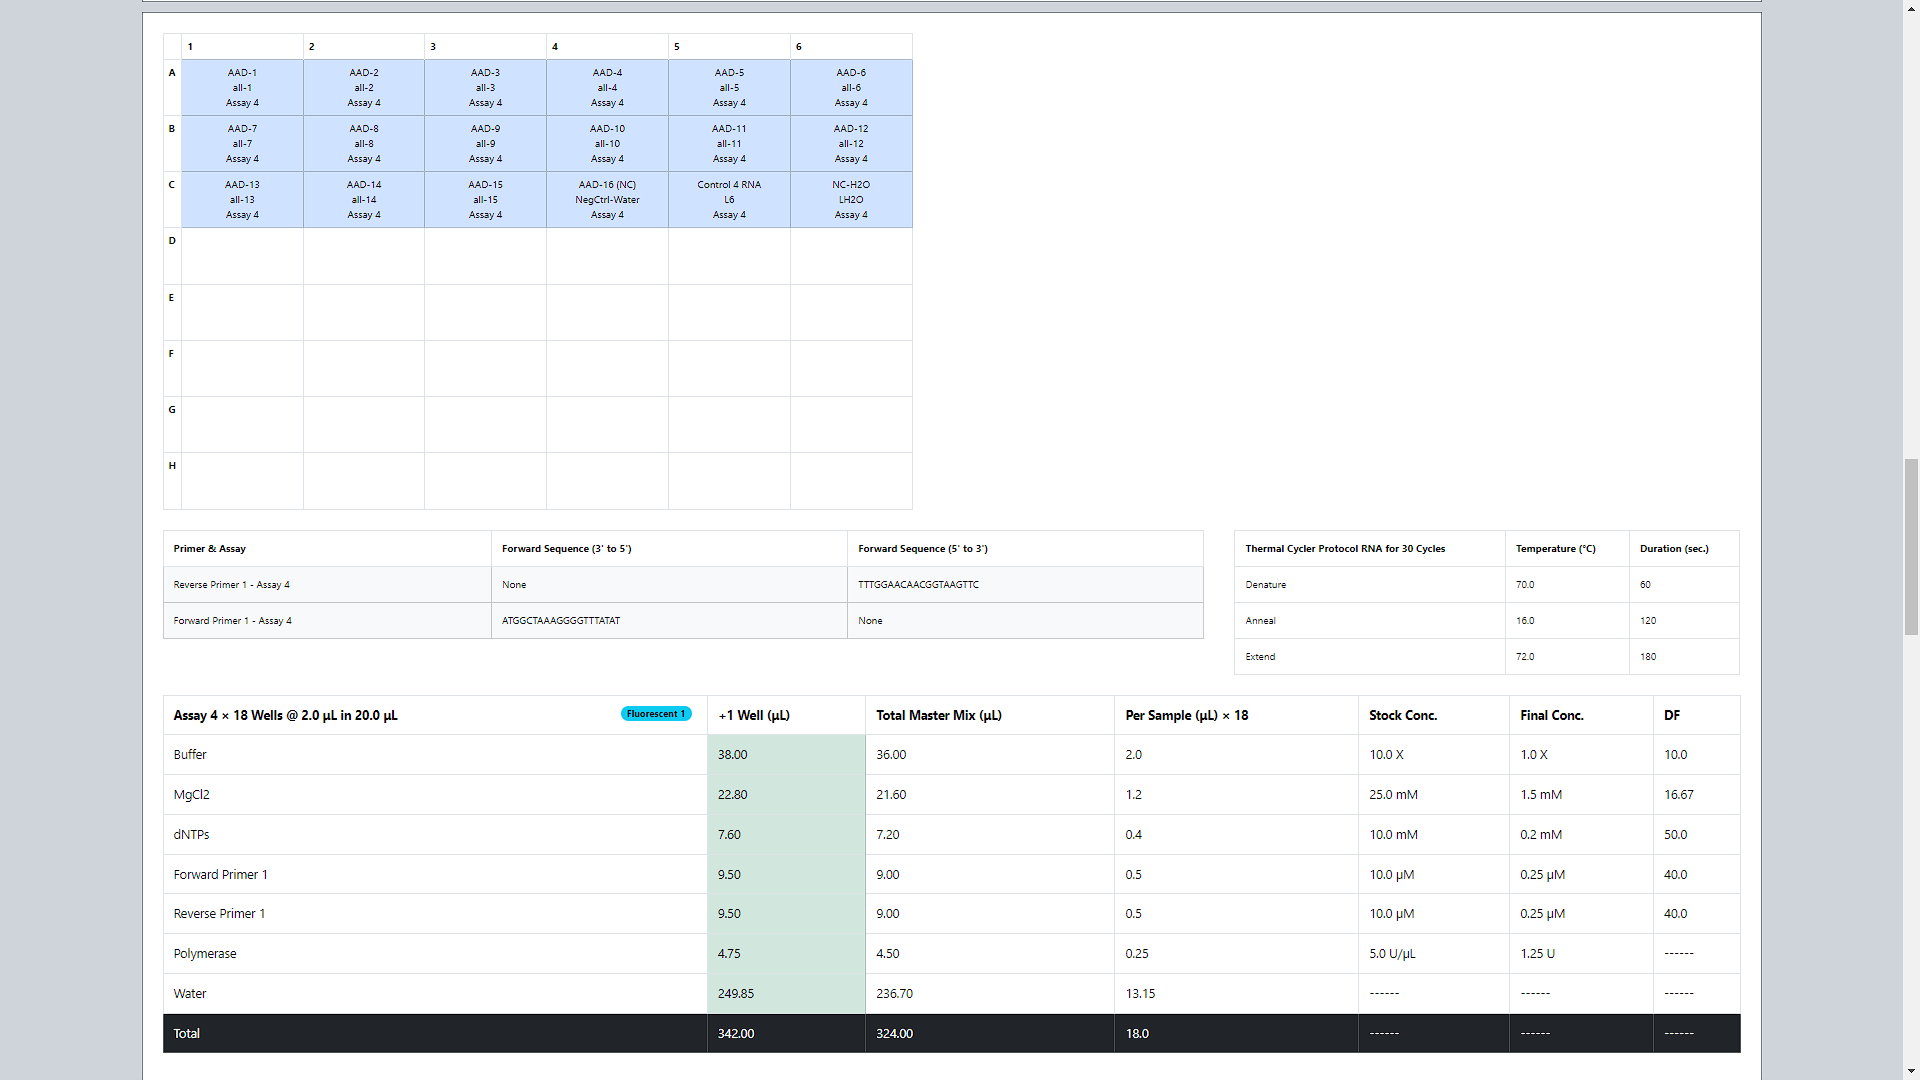 1 2 3 4 5 6
A AAD-1 AAD-2 AAD-3 AAD-4 AAD-5 AAD-6
all-1 all-2 all-3 all-4 all-5 all-6
Assay 4 Assay 4 Assay 4 Assay 4 Assay 4 Assay 4
B AAD-7 AAD-8 AAD-9 AAD-10 AAD-11 AAD-12
all-7 all-8 all-9 all-10 all-11 all-12
Assay 4 Assay 4 Assay 4 Assay 4 Assay 4 Assay 4
C AAD-13 AAD-14 AAD-15 AAD-16 (NC) Control 4 RNA NC-H2O
all-13 all-14 all-15 NegCtrl-Water L6 LH2O
Assay 4 Assay 4 Assay 4 Assay 4 Assay 4 Assay 4
D
E
F
G
H
Primer & Assay Forward Sequence (3' to 5') Forward Sequence (5' to 3')
Reverse Primer 1 - Assay 4 None TTTGGAACAACGGTAAGTTC
Forward Primer 1 - Assay 4 ATGGCTAAAGGGGTTTATAT None
Thermal Cycler Protocol RNA for 30 Cycles Temperature (°C) Duration (sec.)
Denature 70.0 60
Anneal 16.0 120
Extend 72.0 180
Assay 4 × 18 Wells @ 2.0 µL in 20.0 µL Fluorescent 1 +1 Well (µL) Total Master Mix (µL) Per Sample (µL) × 18 Stock Conc. Final Conc. DF
Buffer 38.00 36.00 2.0 10.0 X 1.0 X 10.0
MgCl2 22.80 21.60 1.2 25.0 mM 1.5 mM 16.67
dNTPs 7.60 7.20 0.4 10.0 mM 0.2 mM 50.0
Forward Primer 1 9.50 9.00 0.5 10.0 µM 0.25 µM 40.0
Reverse Primer 1 9.50 9.00 0.5 10.0 µM 0.25 µM 40.0
Polymerase 4.75 4.50 0.25 5.0 U/µL 1.25 U ------
Water 249.85 236.70 13.15 ------ ------ ------
Total 342.00 324.00 18.0 ------ ------ ------